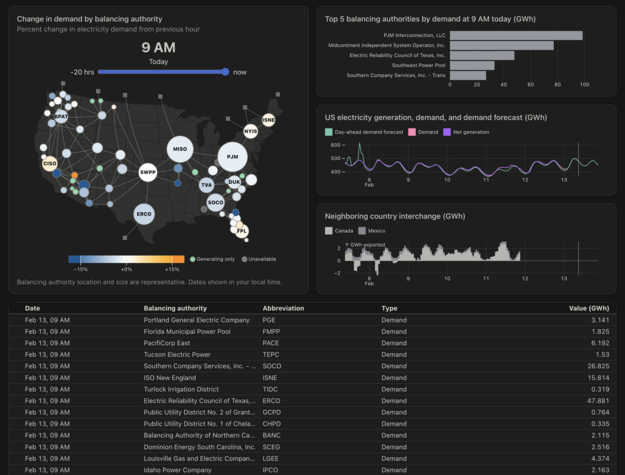 Change in demand by balancing authority
Percent change in electricity demand from previous hour
9 AM
Today
-20 hrs
now
BPAT
CISO
MISO
PJM
NYIS
ISNE
SWPP
TVA
DUK
SOCO
ERCO
FPL
−15%
+0%
+15%
Generating only
Unavailable
Balancing authority location and size are representative. Dates shown in your local time.
Top 5 balancing authorities by demand at 9 AM today (GWh)
PJM Interconnection, LLC
Midcontinent Independent System Operator, Inc.
Electric Reliability Council of Texas, Inc.
Southwest Power Pool
Southern Company Services, Inc. - Trans
0 20 40 60 80 100
US electricity generation, demand, and demand forecast (GWh)
Day-ahead demand forecast Demand Net generation
600
500
400
8 9 10 11 12 13
Feb
Neighboring country interchange (GWh)
Canada Mexico
↑ GWh exported
2
0
−2
8 9 10 11 12 13
Feb
Date Balancing authority Abbreviation Type Value (GWh)
Feb 13, 09 AM Portland General Electric Company PGE Demand 3.141
Feb 13, 09 AM Florida Municipal Power Pool FMPP Demand 1.825
Feb 13, 09 AM PacifiCorp East PACE Demand 6.192
Feb 13, 09 AM Tucson Electric Power TEPC Demand 1.53
Feb 13, 09 AM Southern Company Services, Inc. - ... SOCO Demand 26.825
Feb 13, 09 AM ISO New England ISNE Demand 15.814
Feb 13, 09 AM Turlock Irrigation District TIDC Demand 0.319
Feb 13, 09 AM Electric Reliability Council of Texas,... ERCO Demand 47.881
Feb 13, 09 AM Public Utility District No. 2 of Grant... GCPD Demand 0.764
Feb 13, 09 AM Public Utility District No. 1 of Chela... CHPD Demand 0.335
Feb 13, 09 AM Balancing Authority of Northern Ca... BANC Demand 2.115
Feb 13, 09 AM Dominion Energy South Carolina, Inc. SCEG Demand 2.516
Feb 13, 09 AM Louisville Gas and Electric Compan... LGEE Demand 4.374
Feb 13, 09 AM Idaho Power Company IPCO Demand 2.163